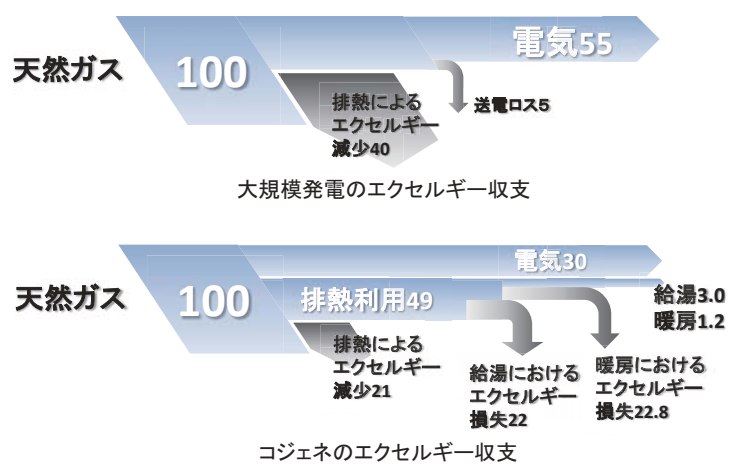 電気55
天然ガス
100
排熱による
エクセルギー
減少40
送電ロス5
大規模発電のエクセルギー収支
電気30
天然ガス
100
排熱利用49
給湯3.0
暖房1.2
排熱による
エクセルギー
減少21
給湯における
エクセルギー
損失22
暖房における
エクセルギー
損失22.8
コジェネのエクセルギー収支